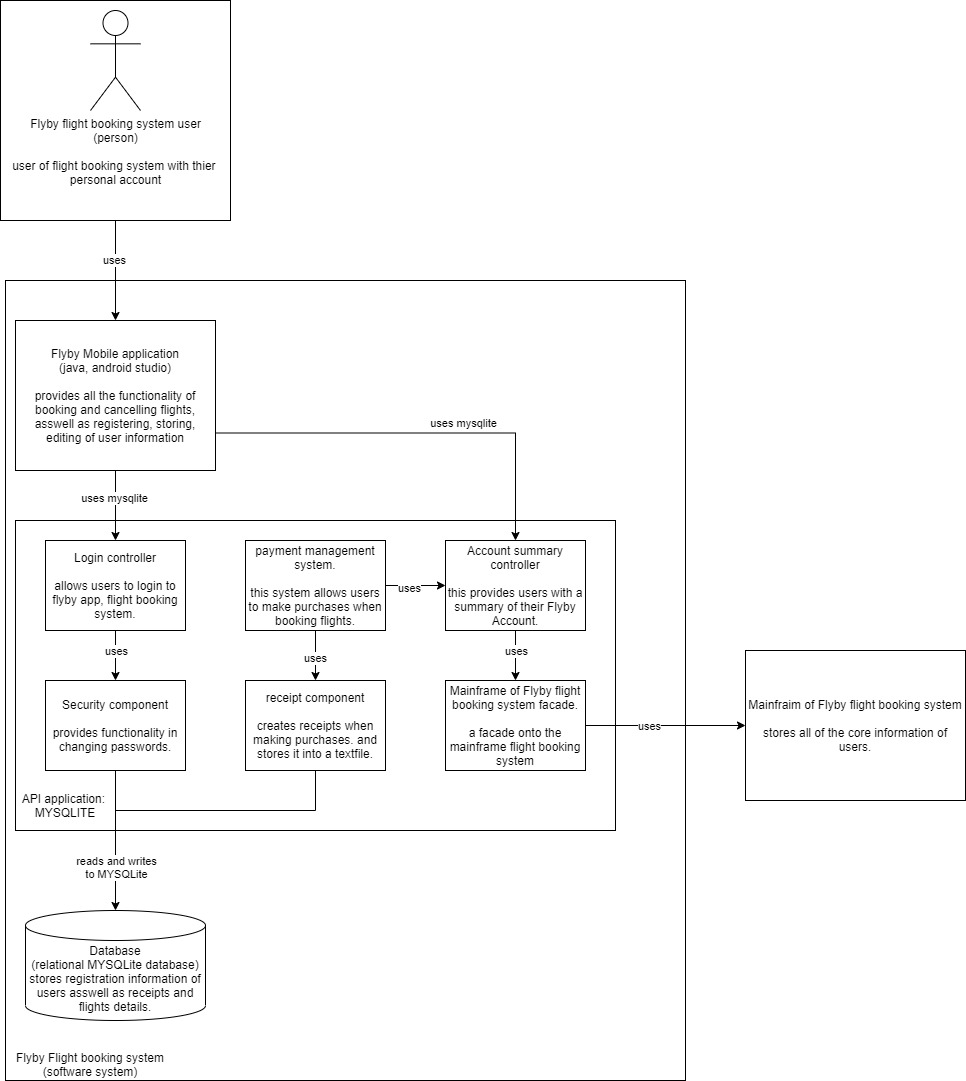 Flyby flight booking system user
(person)
user of flight booking system with thier
personal account
uses
Flyby Mobile application
(java, android studio)
provides all the functionality of
booking and cancelling flights,
asswell as registering, storing,
editing of user information
uses mysqlite
uses mysqlite
Login controller
allows users to login to
flyby app, flight booking
system.
payment management
system.
this system allows users
to make purchases when
booking flights.
uses
Account summary
controller
this provides users with a
summary of their Flyby
Account.
uses
uses
uses
Security component
provides functionality in
changing passwords.
receipt component
creates receipts when
making purchases. and
stores it into a textfile.
Mainframe of Flyby flight
booking system facade.
a facade onto the
mainframe flight booking
system
uses
Mainfraim of Flyby flight booking system
stores all of the core information of
users.
API application:
MYSQLITE
reads and writes
to MYSQLite
Database
(relational MYSQLite database)
stores registration information of
users asswell as receipts and
flights details.
Flyby Flight booking system
(software system)